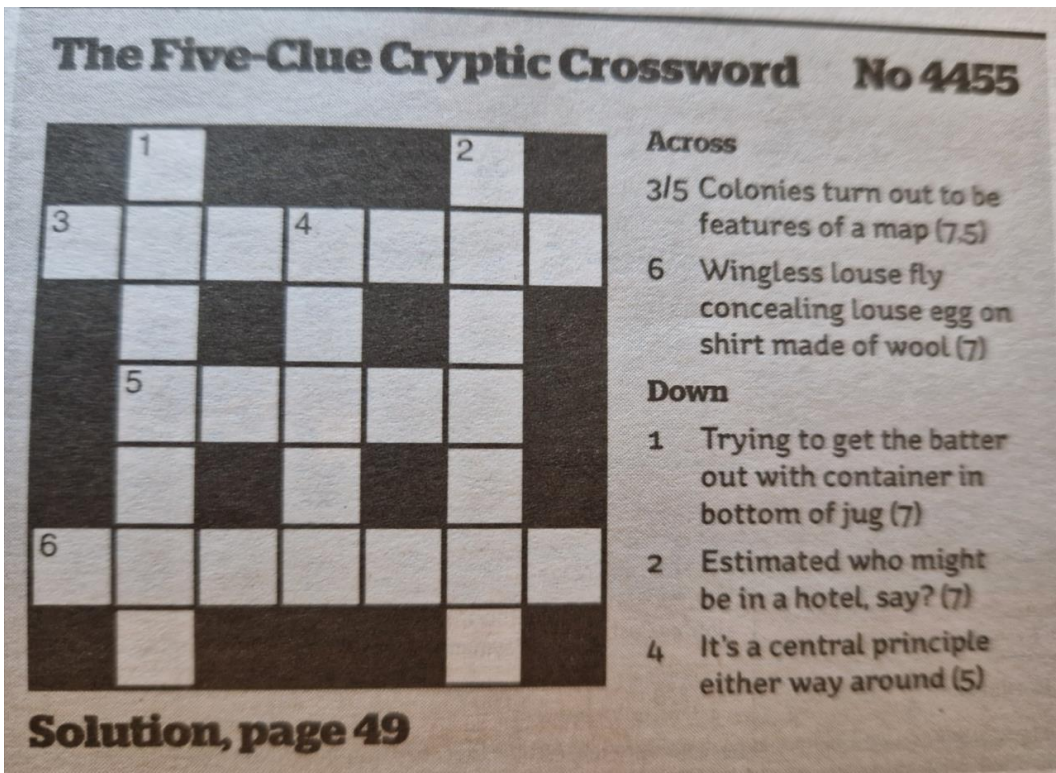 The Five-Clue Cryptic Crossword No 4455
1 2
3 4
5
6
Across
3/5 Colonies turn out to be
features of a map (7,5)
6 Wingless louse fly
concealing louse egg on
shirt made of wool (7)
Down
1 Trying to get the batter
out with container in
bottom of jug (7)
2 Estimated who might
be in a hotel, say? (7)
4 It's a central principle
either way around (5)
Solution, page 49